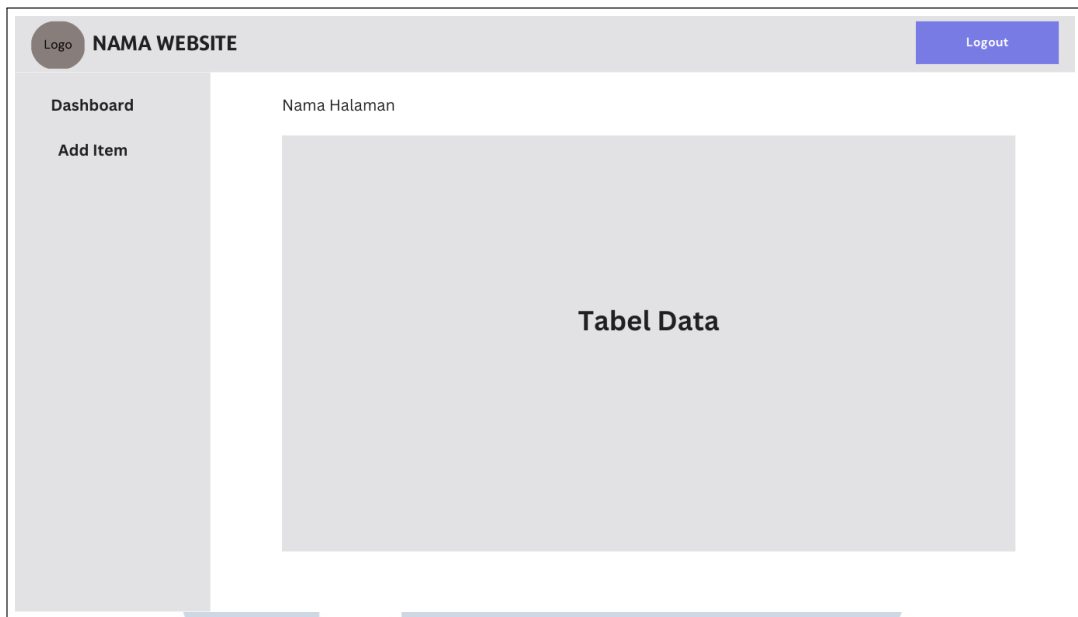 Logo
NAMA WEBSITE
Logout
Dashboard
Add Item
Nama Halaman
Tabel Data